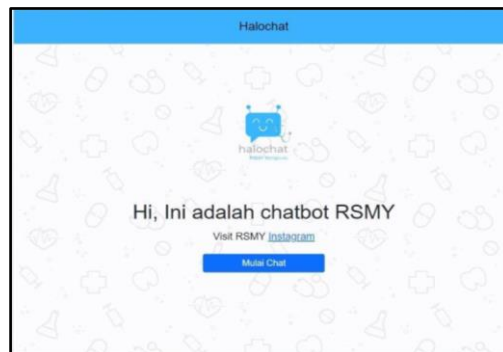 Halochat
halochat
Hi, Ini adalah chatbot RSMY
Visit RSMY Instagram
Mulai Chat